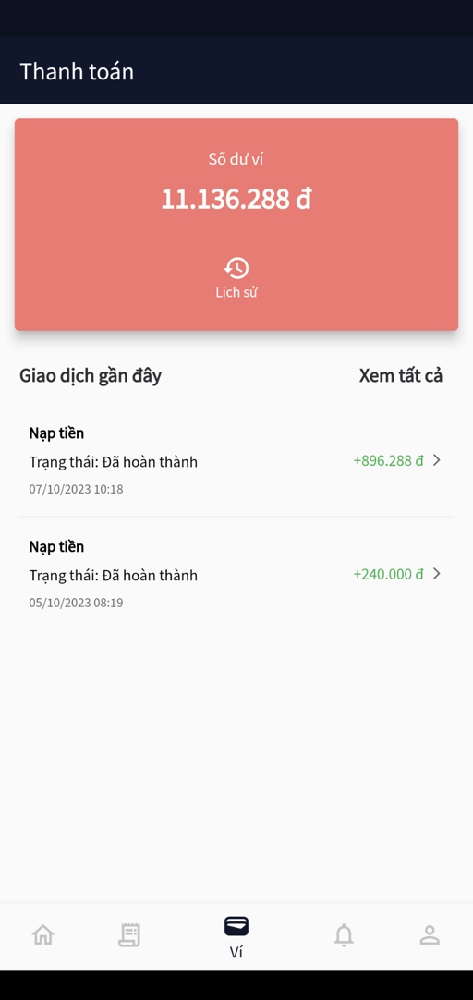 Thanh toán
Số dư ví
11.136.288 đ
Lịch sử
Giao dịch gần đây Xem tất cả
Nạp tiền
Trạng thái: Đã hoàn thành +896.288 đ
07/10/2023 10:18
Nạp tiền
Trạng thái: Đã hoàn thành +240.000 đ
05/10/2023 08:19
Ví